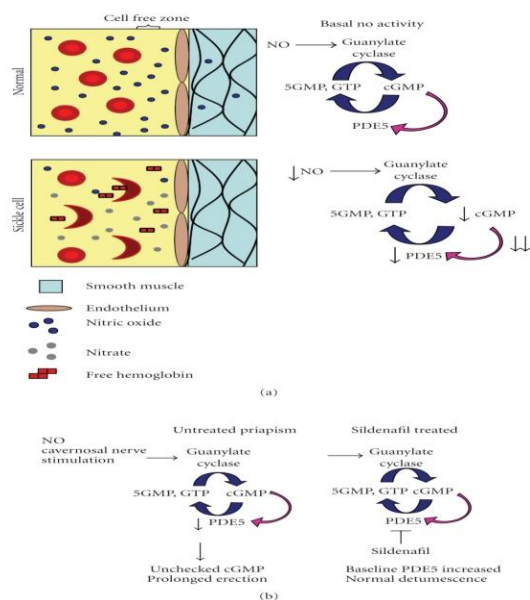 Cell free zone
Basal no activity
Normal
NO
Guanylate
cyclase
5GMP, GTP
cGMP
PDE5
Sickle cell
↓ NO
Guanylate
cyclase
5GMP, GTP
↓ cGMP
↓ PDE5
↓↓
Smooth muscle
Endothelium
Nitric oxide
Nitrate
Free hemoglobin
(a)
Untreated priapism
Sildenafil treated
NO
cavernosal nerve
stimulation
Guanylate
cyclase
5GMP, GTP
cGMP
↓ PDE5
↓
Unchecked cGMP
Prolonged erection
Guanylate
cyclase
5GMP, GTP cGMP
PDE5
Sildenafil
Baseline PDE5 increased
Normal detumescence
(b)